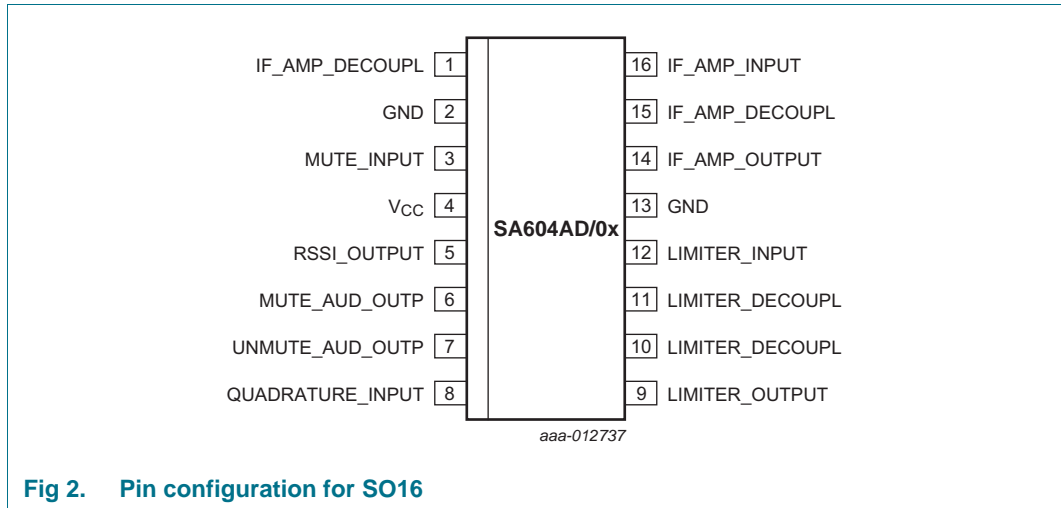 IF_AMP_DECOUPL 1
16 IF_AMP_INPUT
GND 2
15 IF_AMP_DECOUPL
MUTE_INPUT 3
14 IF_AMP_OUTPUT
VCC 4
13 GND
SA604AD/0x
RSSI_OUTPUT 5
12 LIMITER_INPUT
MUTE_AUD_OUTP 6
11 LIMITER_DECOUPL
UNMUTE_AUD_OUTP 7
10 LIMITER_DECOUPL
QUADRATURE_INPUT 8
9 LIMITER_OUTPUT
aaa-012737
Fig 2. Pin configuration for SO16